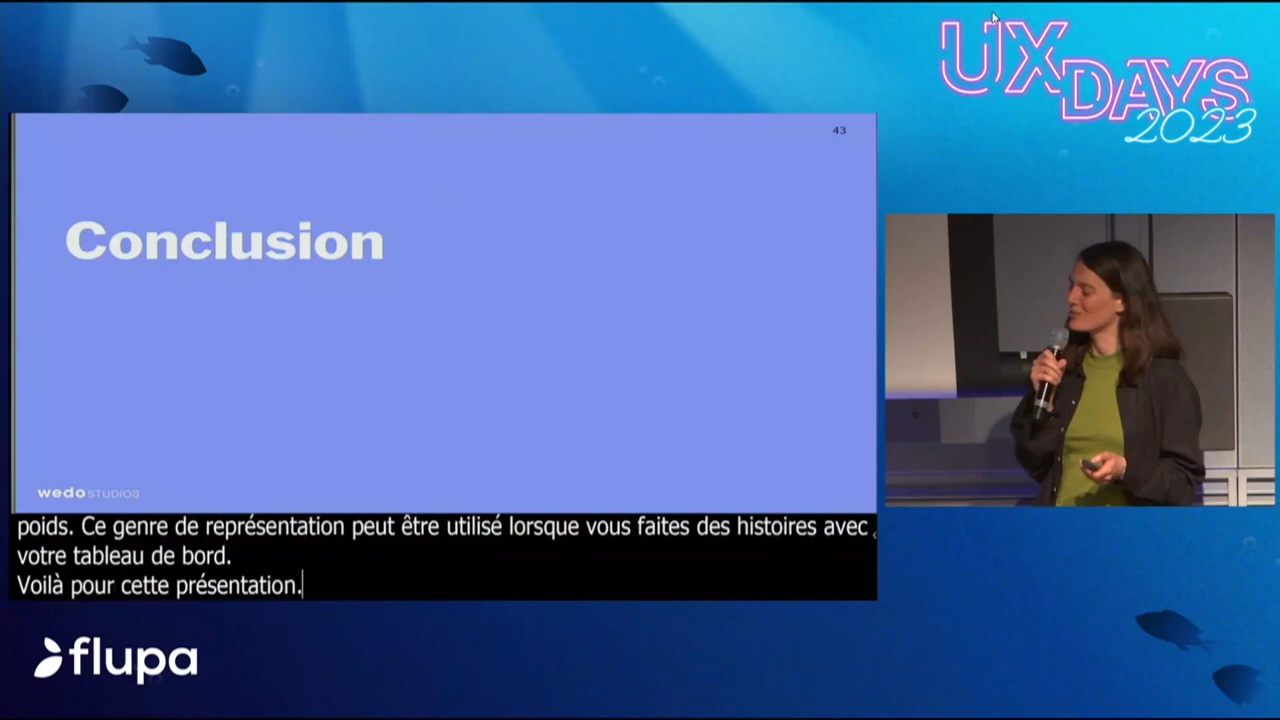 UX
DAYS
2023
43
Conclusion
wedo STUDIOS
poids. Ce genre de représentation peut être utilisé lorsque vous faites des histoires avec
votre tableau de bord.
Voilà pour cette présentation.
flupa